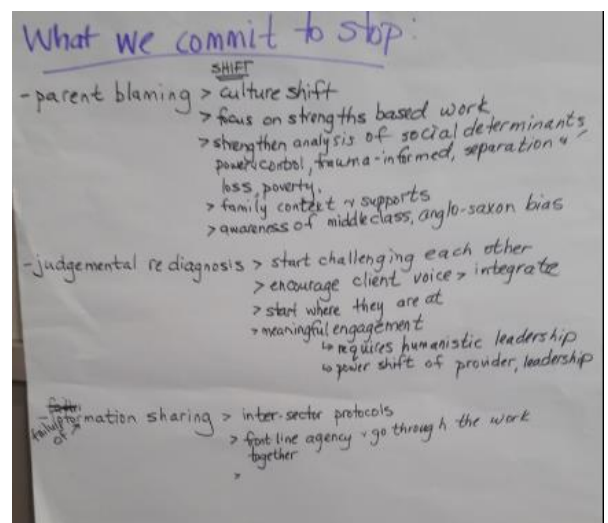 What we commit to stop:
SHIFT
- parent blaming > culture shift
> focus on strengths based work
> strengthen analysis of social determinants,
power/control, trauma-informed, separation
loss, poverty.
> family context supports
> awareness of middle class, anglo-saxon bias
- judgemental re diagnosis > start challenging each other
> encourage client voice > integrate
> start where they are at
> meaningful engagement
↳ requires humanistic leadership
↳ power shift of provider, leadership
- failure of information sharing > inter-sector protocols
> front line agency go through the work
together
>